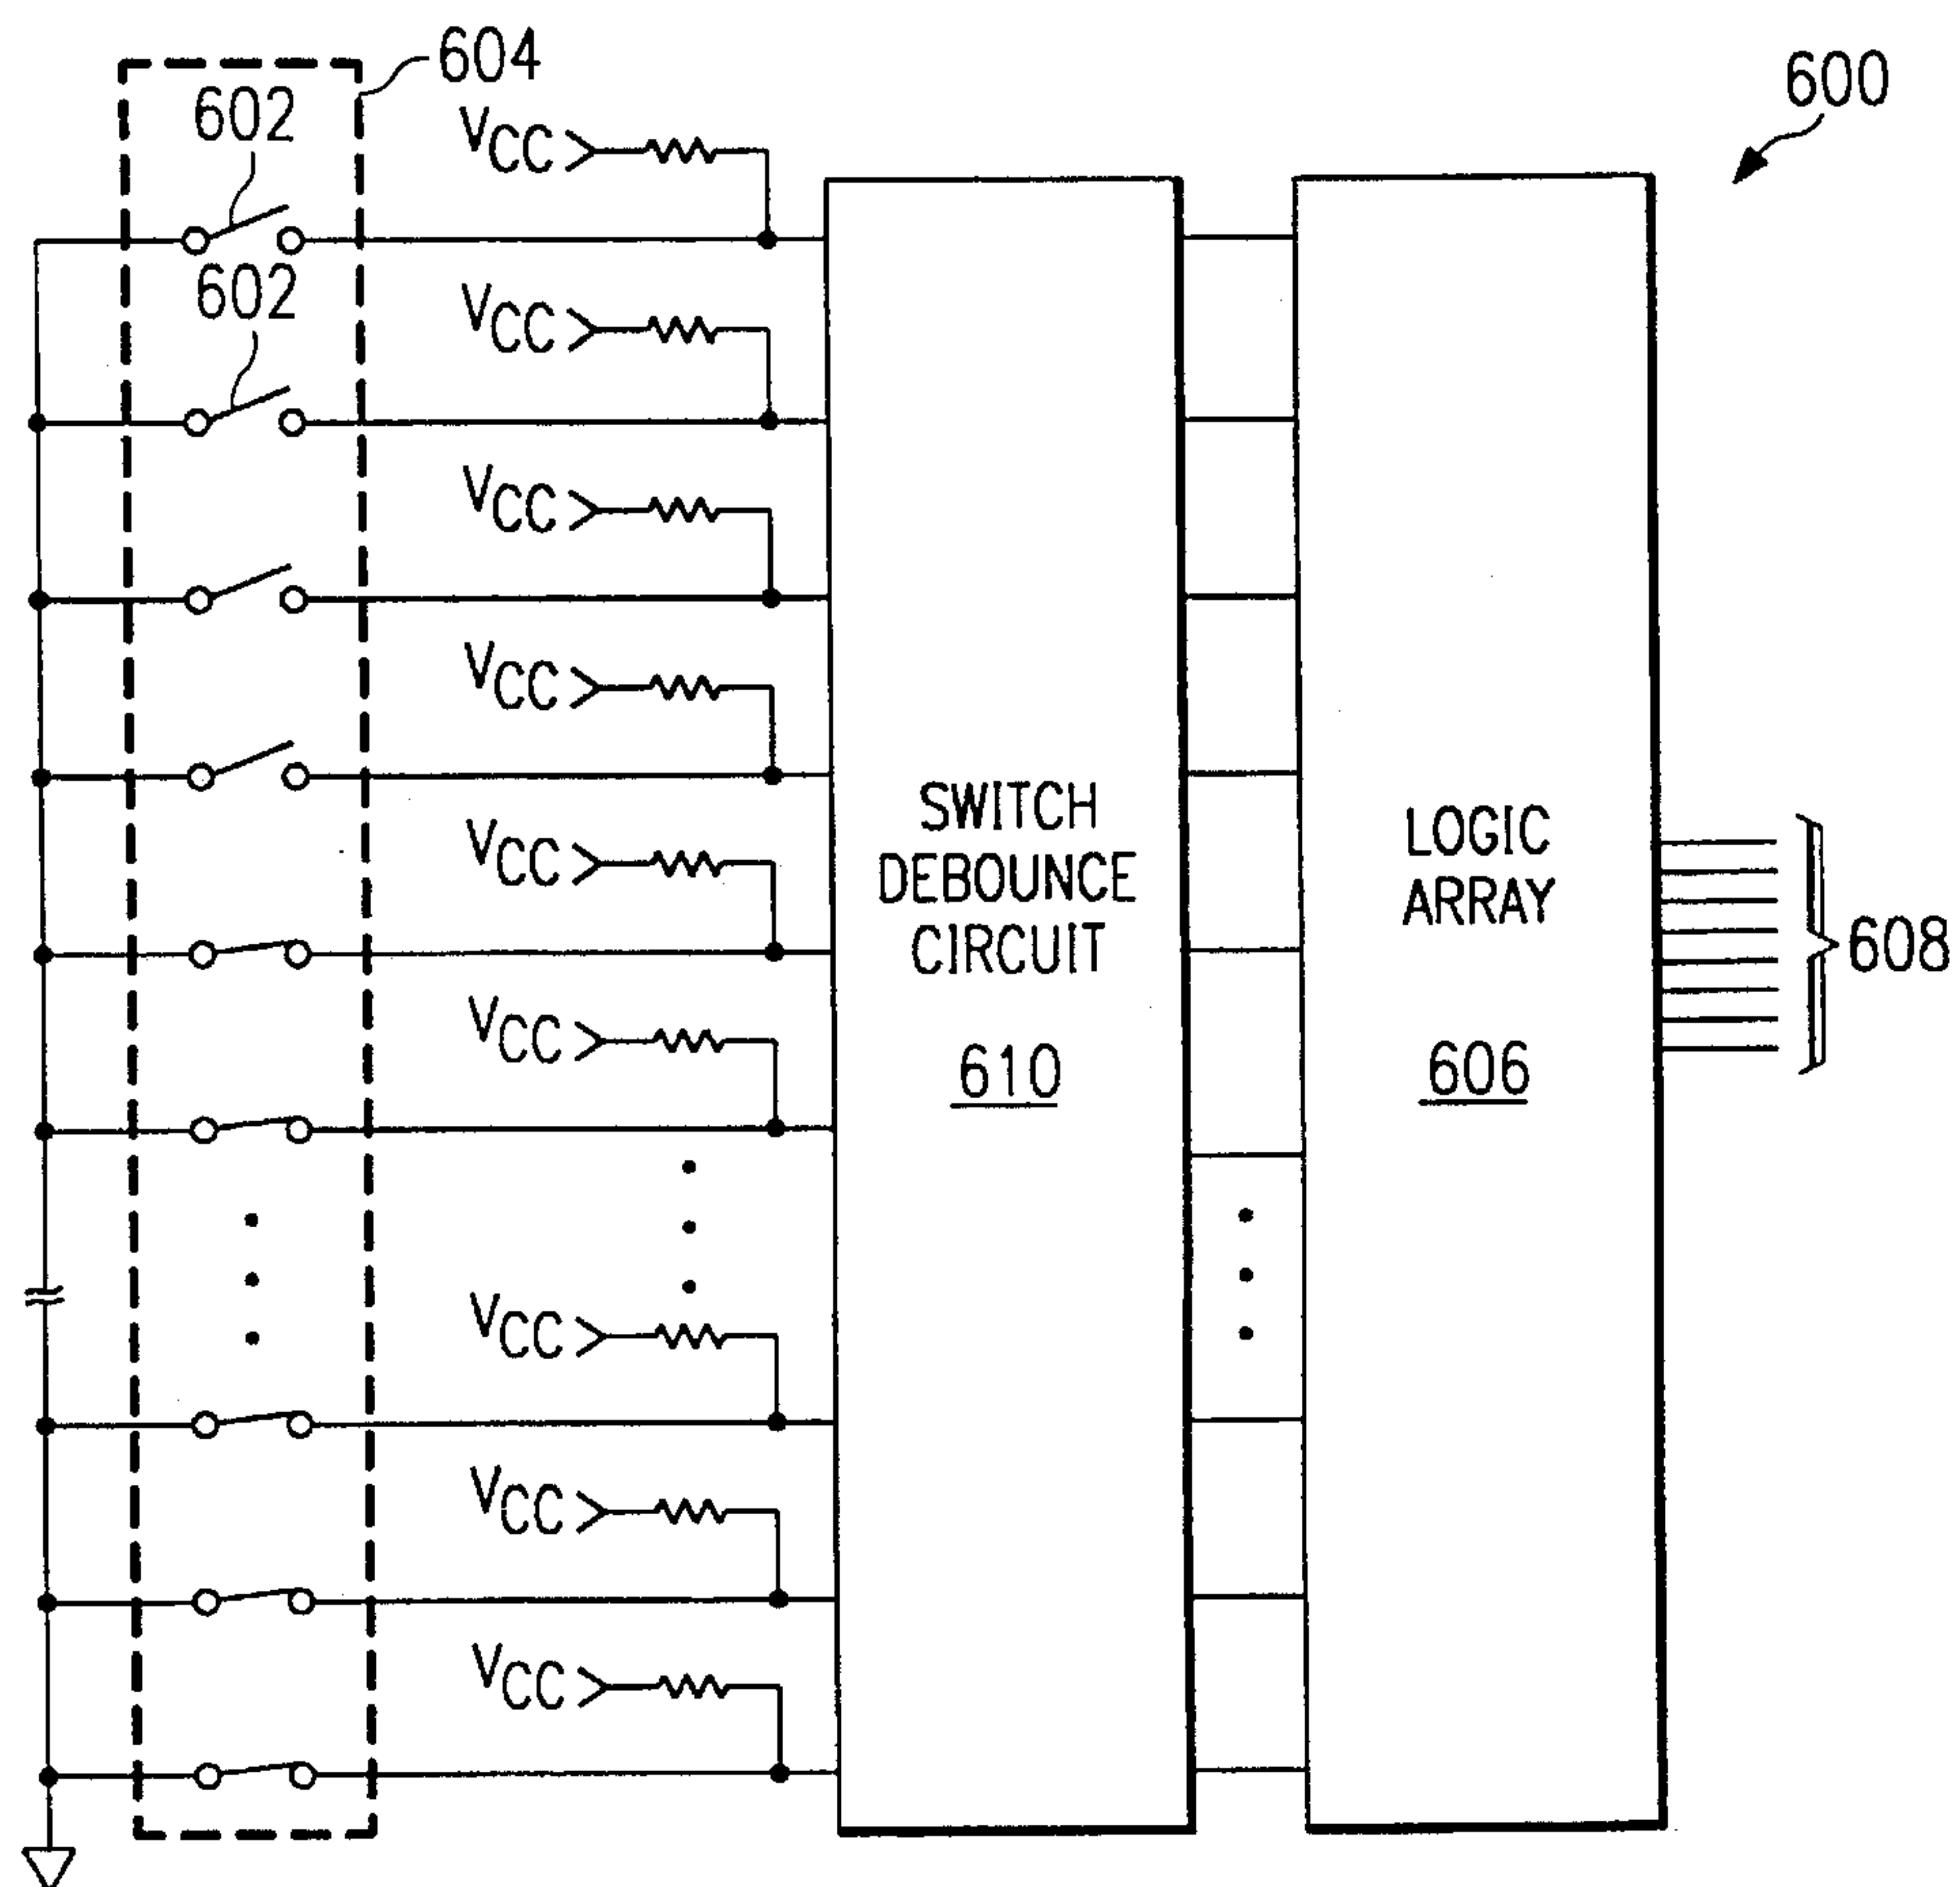 604
600
602
VCC
602
VCC
VCC
VCC
VCC
VCC
VCC
VCC
VCC
SWITCH
DEBOUNCE
CIRCUIT
610
LOGIC
ARRAY
606
608